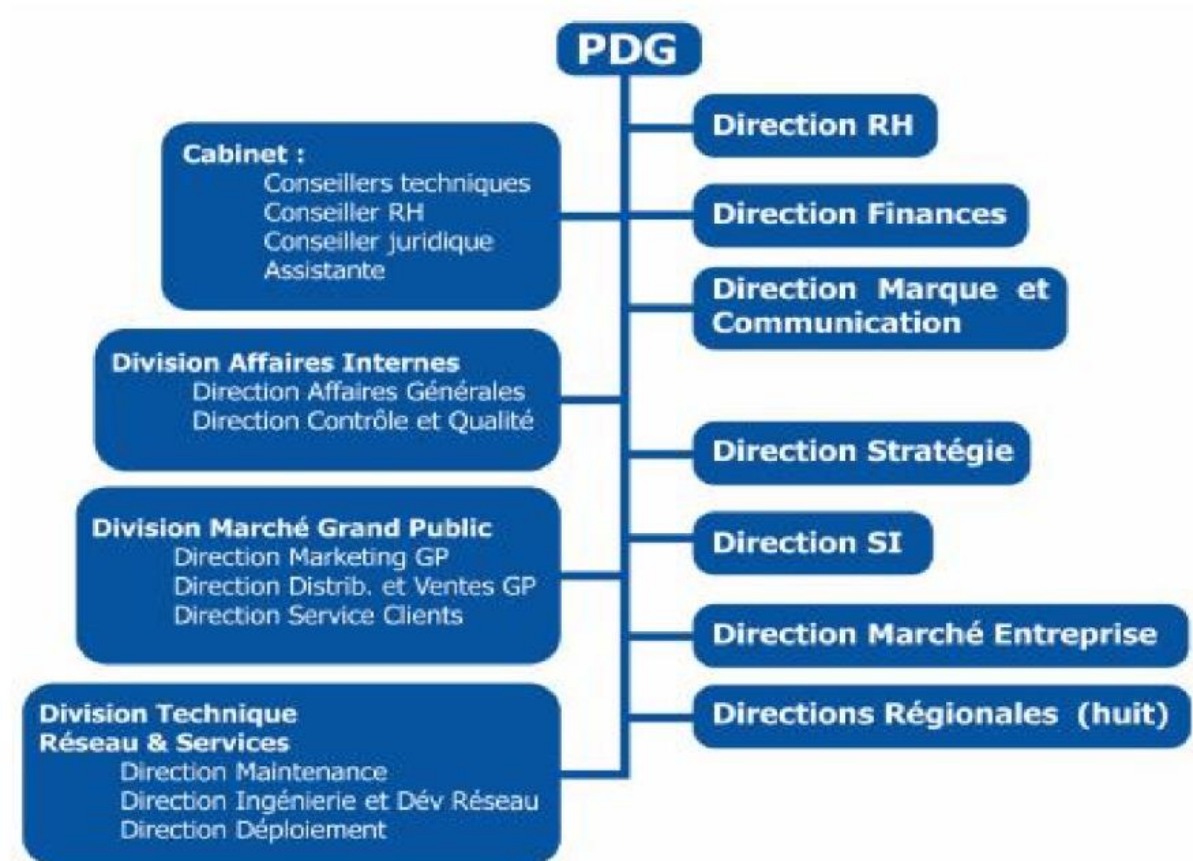 PDG
Cabinet :
Conseillers techniques
Conseiller RH
Conseiller juridique
Assistante
Division Affaires Internes
Direction Affaires Générales
Direction Contrôle et Qualité
Division Marché Grand Public
Direction Marketing GP
Direction Distrib. et Ventes GP
Direction Service Clients
Division Technique
Réseau & Services
Direction Maintenance
Direction Ingénierie et Dév Réseau
Direction Déploiement
Direction RH
Direction Finances
Direction Marque et
Communication
Direction Stratégie
Direction SI
Direction Marché Entreprise
Directions Régionales (huit)